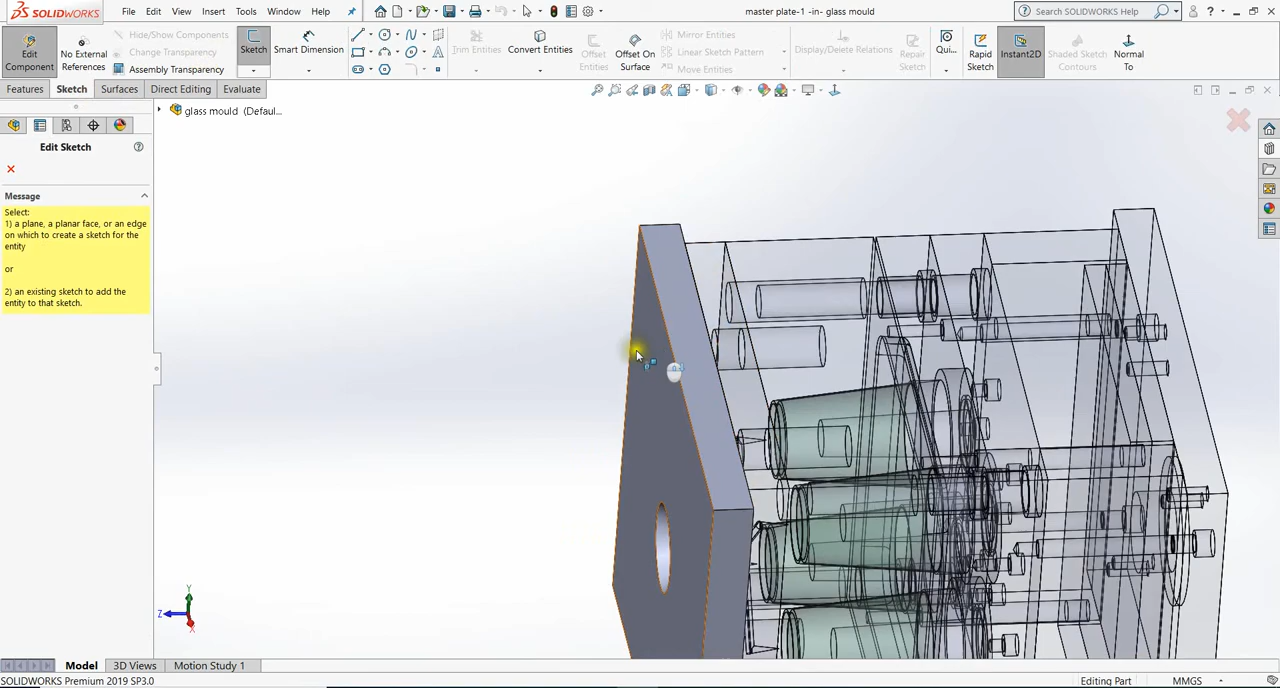 SOLIDWORKS
File Edit View Insert Tools Window Help
master plate-1 -in- glass mould
Search SOLIDWORKS Help
Edit Component
No External References
Hide/Show Components
Change Transparency
Assembly Transparency
Sketch
Smart Dimension
Trim Entities
Convert Entities
Offset Entities
Offset On Surface
Mirror Entities
Linear Sketch Pattern
Move Entities
Display/Delete Relations
Repair Sketch
Qui...
Rapid Sketch
Instant2D
Shaded Sketch Contours
Normal To
Features Sketch Surfaces Direct Editing Evaluate
glass mould (Defaul...
Edit Sketch
Message
Select:
1) a plane, a planar face, or an edge
on which to create a sketch for the
entity
or
2) an existing sketch to add the
entity to that sketch.
Y
Z
X
Model 3D Views Motion Study 1
SOLIDWORKS Premium 2019 SP3.0
Editing Part
MMGS